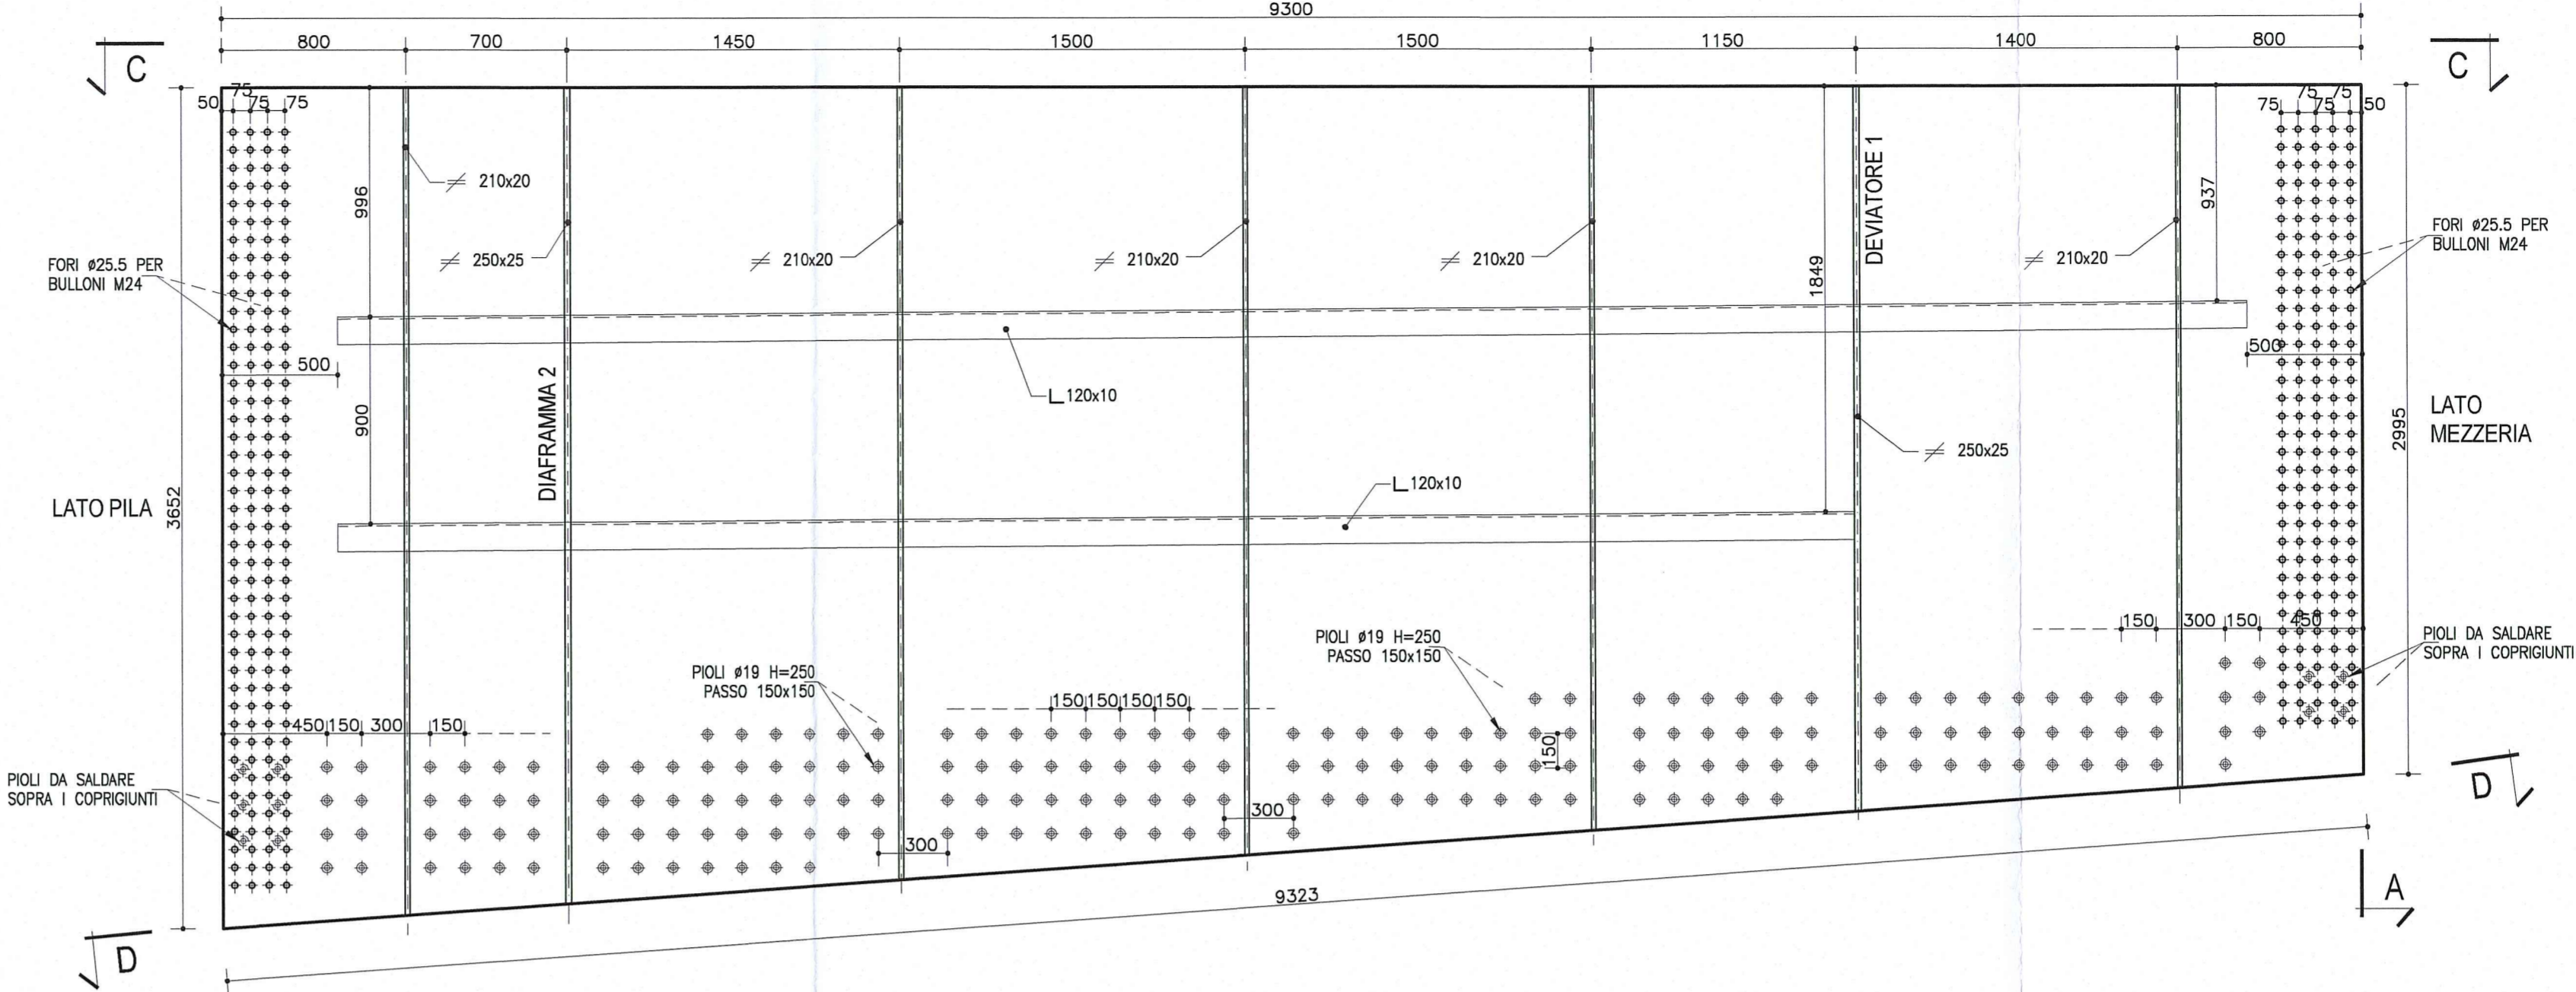 9300
800
700
1450
1500
1500
1150
1400
800
C
C
50
75
75
75
75
75
75
75
50
996
210x20
250x25
210x20
210x20
210x20
210x20
DEVIATORE 1
937
1849
FORI ø25.5 PER
BULLONI M24
FORI ø25.5 PER
BULLONI M24
500
500
L 120x10
900
DIAFRAMMA 2
250x25
L 120x10
LATO PILA
3652
2995
LATO
MEZZERIA
150
300
150
450
PIOLI ø19 H=250
PASSO 150x150
PIOLI ø19 H=250
PASSO 150x150
PIOLI DA SALDARE
SOPRA I COPRIGIUNTI
450
150
300
150
150
150
150
150
150
PIOLI DA SALDARE
SOPRA I COPRIGIUNTI
300
300
9323
D
D
A